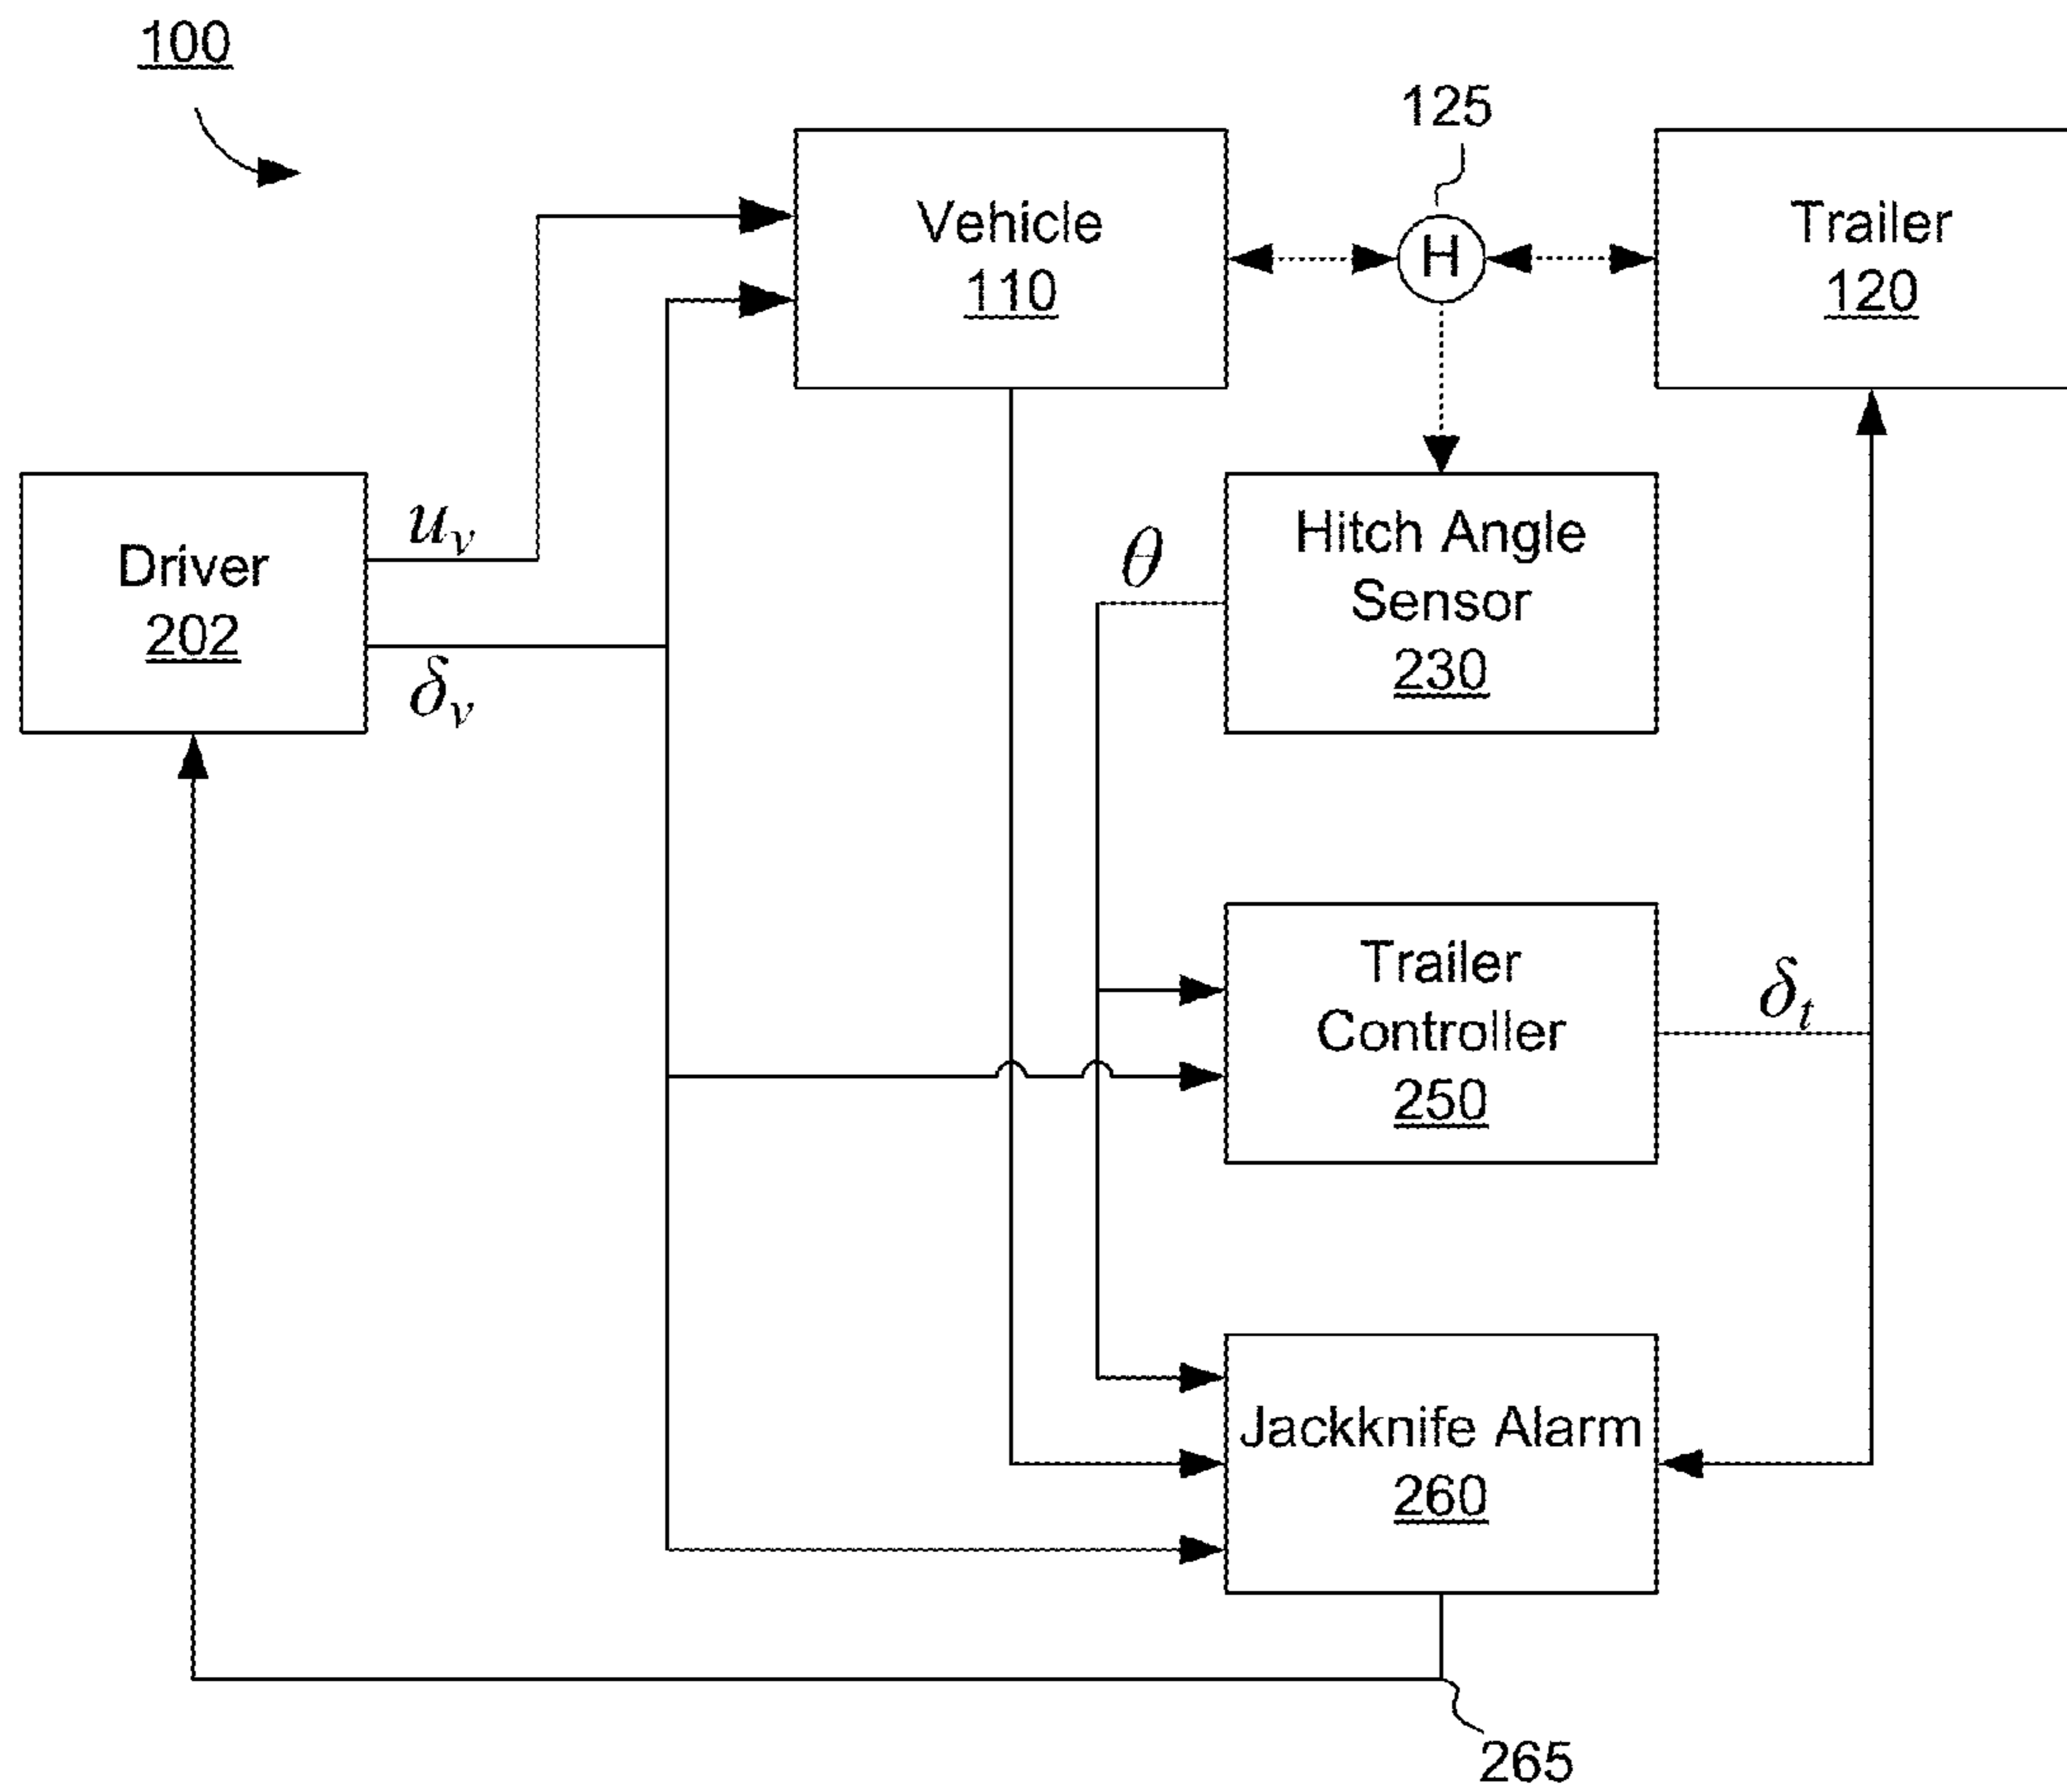 100
125
Vehicle
110
H
Trailer
120
Driver
202
u_v
δ_v
θ
Hitch Angle
Sensor
230
Trailer
Controller
250
δ_t
Jackknife Alarm
260
265